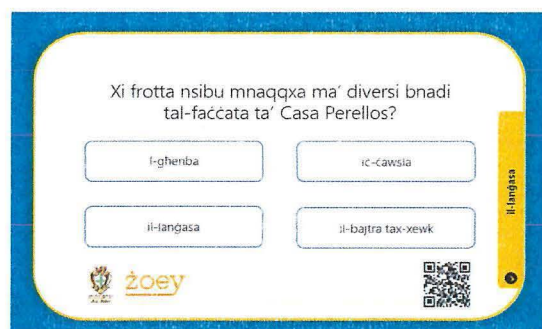 Xi frotta nsibu mnaqqxa ma’ diversi bnadi
tal-faċċata ta’ Casa Perellos?
l-għenba
iċ-ċawsla
il-lanġasa
il-bajtra tax-xewk
il-lanġasa
żoey